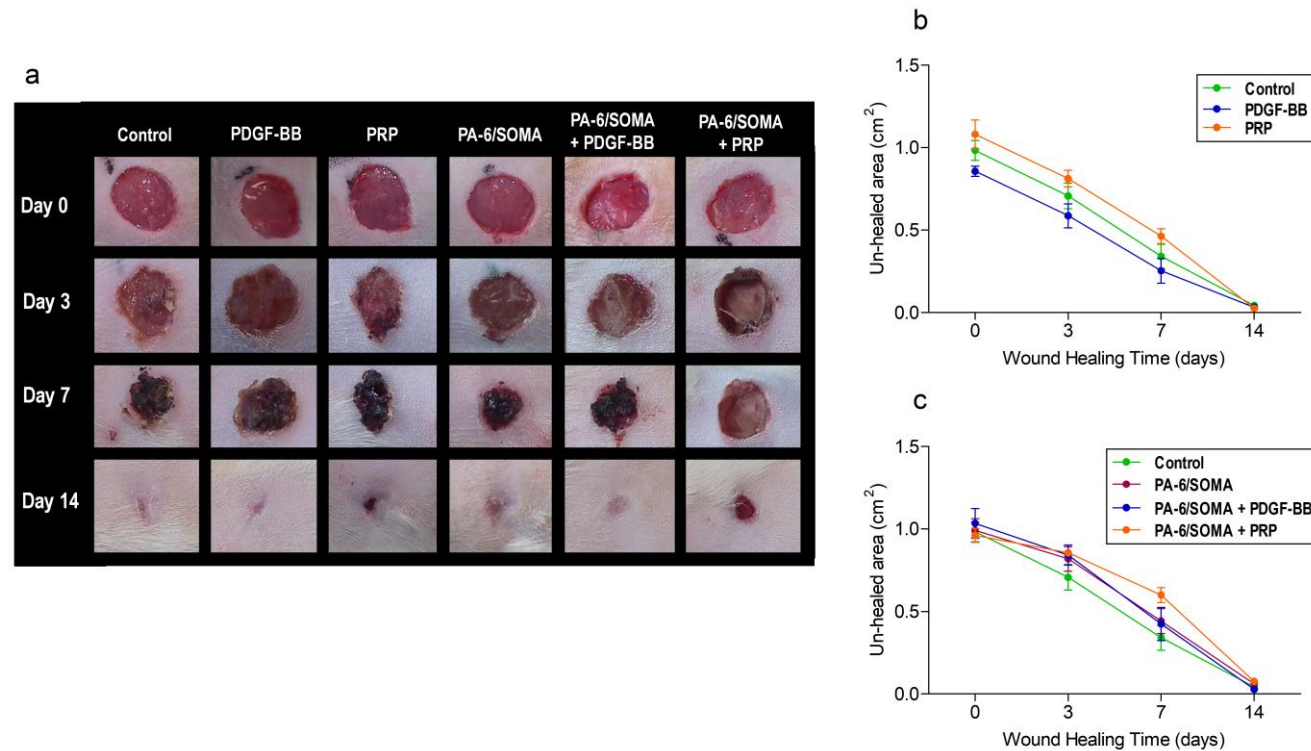 a
Control PDGF-BB PRP PA-6/SOMA PA-6/SOMA + PDGF-BB PA-6/SOMA + PRP
Day 0
Day 3
Day 7
Day 14
b
Un-healed area (cm²)
1.5
1.0
0.5
0.0
0 3 7 14
Wound Healing Time (days)
Control
PDGF-BB
PRP
c
Un-healed area (cm²)
1.5
1.0
0.5
0.0
0 3 7 14
Wound Healing Time (days)
Control
PA-6/SOMA
PA-6/SOMA + PDGF-BB
PA-6/SOMA + PRP